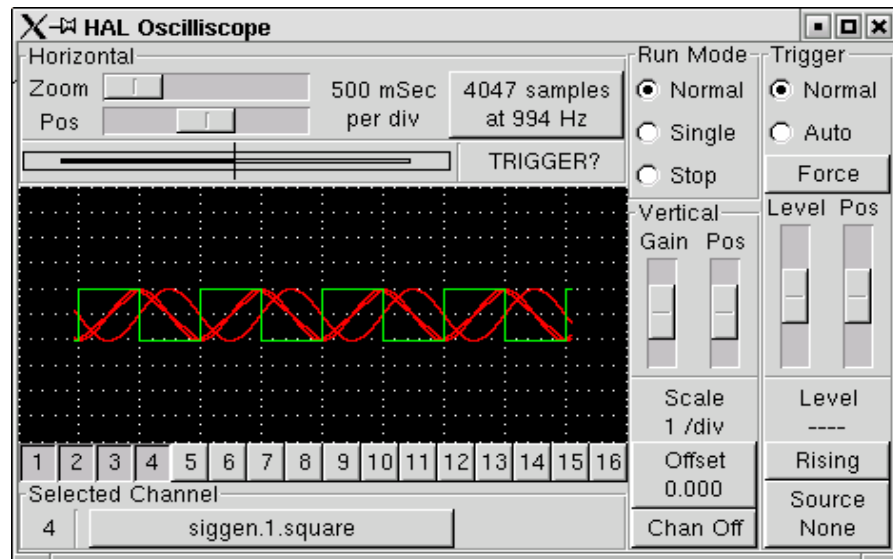 HAL Oscilliscope
Horizontal
Zoom
Pos
500 mSec
per div
4047 samples
at 994 Hz
TRIGGER?
Run Mode
Normal
Single
Stop
Trigger
Normal
Auto
Force
Level Pos
Vertical
Gain Pos
Scale
1 /div
Offset
0.000
Chan Off
Level
----
Rising
Source
None
1 2 3 4 5 6 7 8 9 10 11 12 13 14 15 16
Selected Channel
4 siggen.1.square